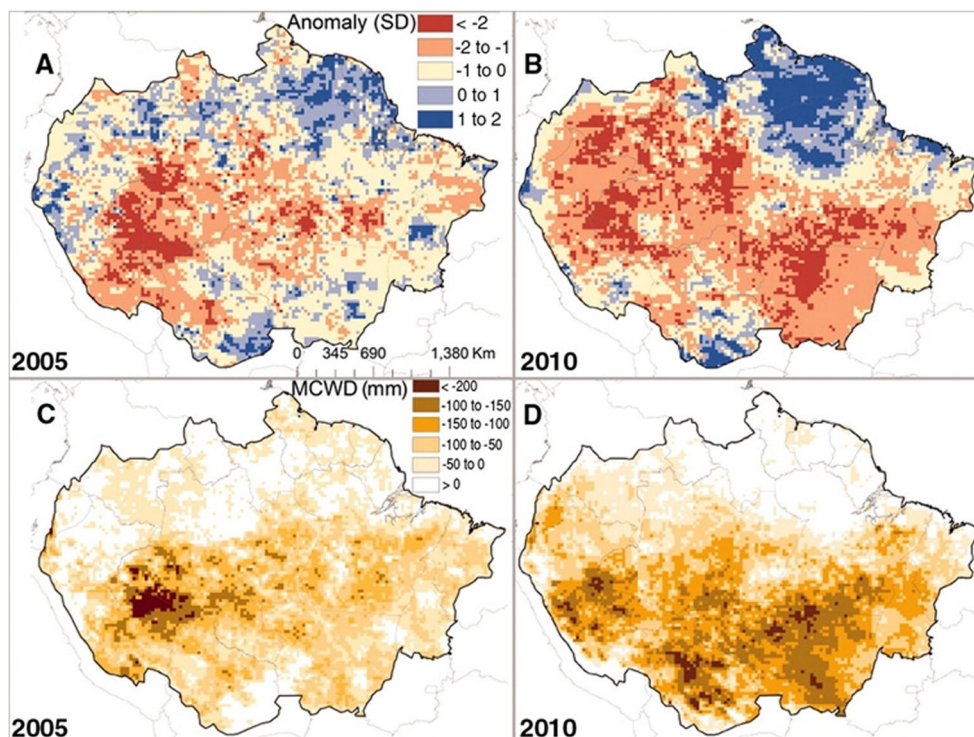 Anomaly (SD)
A
< -2
-2 to -1
-1 to 0
0 to 1
1 to 2
2005
0 345 690 1,380 Km
B
2010
MCWD (mm)
C
< -200
-100 to -150
-150 to -100
-100 to -50
-50 to 0
> 0
2005
D
2010